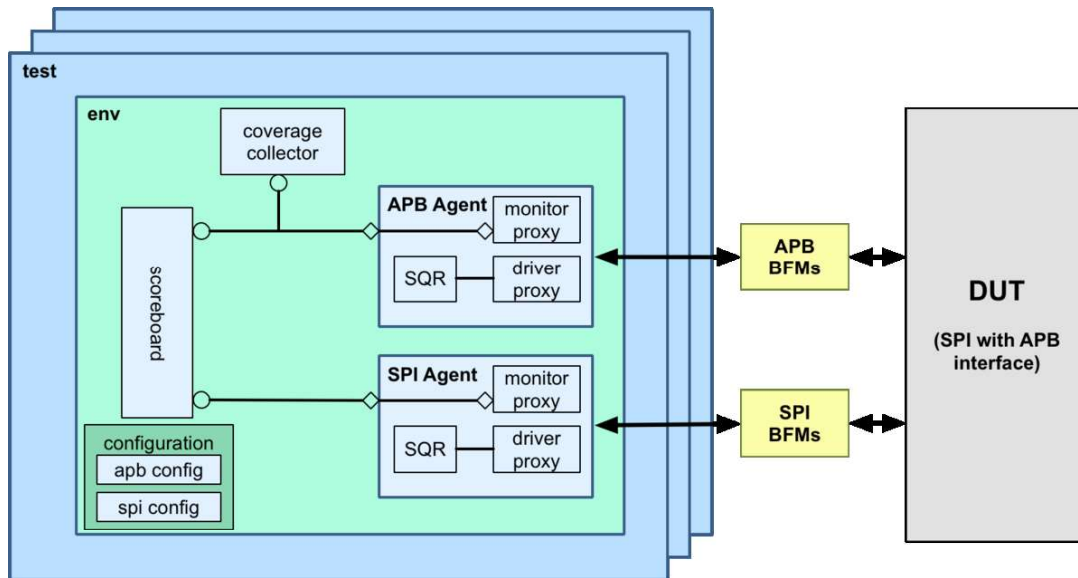 test
env
coverage
collector
scoreboard
APB Agent
monitor
proxy
SQR
driver
proxy
SPI Agent
monitor
proxy
SQR
driver
proxy
configuration
apb config
spi config
APB
BFMs
SPI
BFMs
DUT
(SPI with APB
interface)